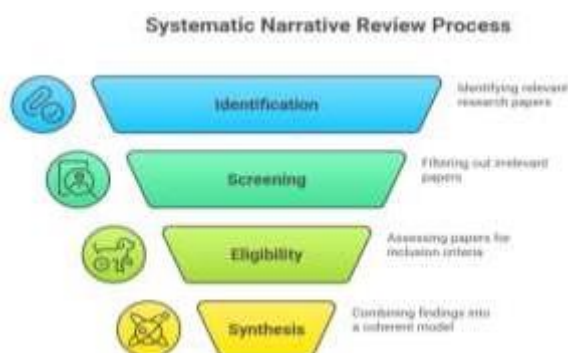 Systematic Narrative Review Process
Identification
Identifying relevant
research papers
Screening
Filtering out irrelevant
papers
Eligibility
Assessing papers for
inclusion criteria
Synthesis
Combining findings into
a coherent model